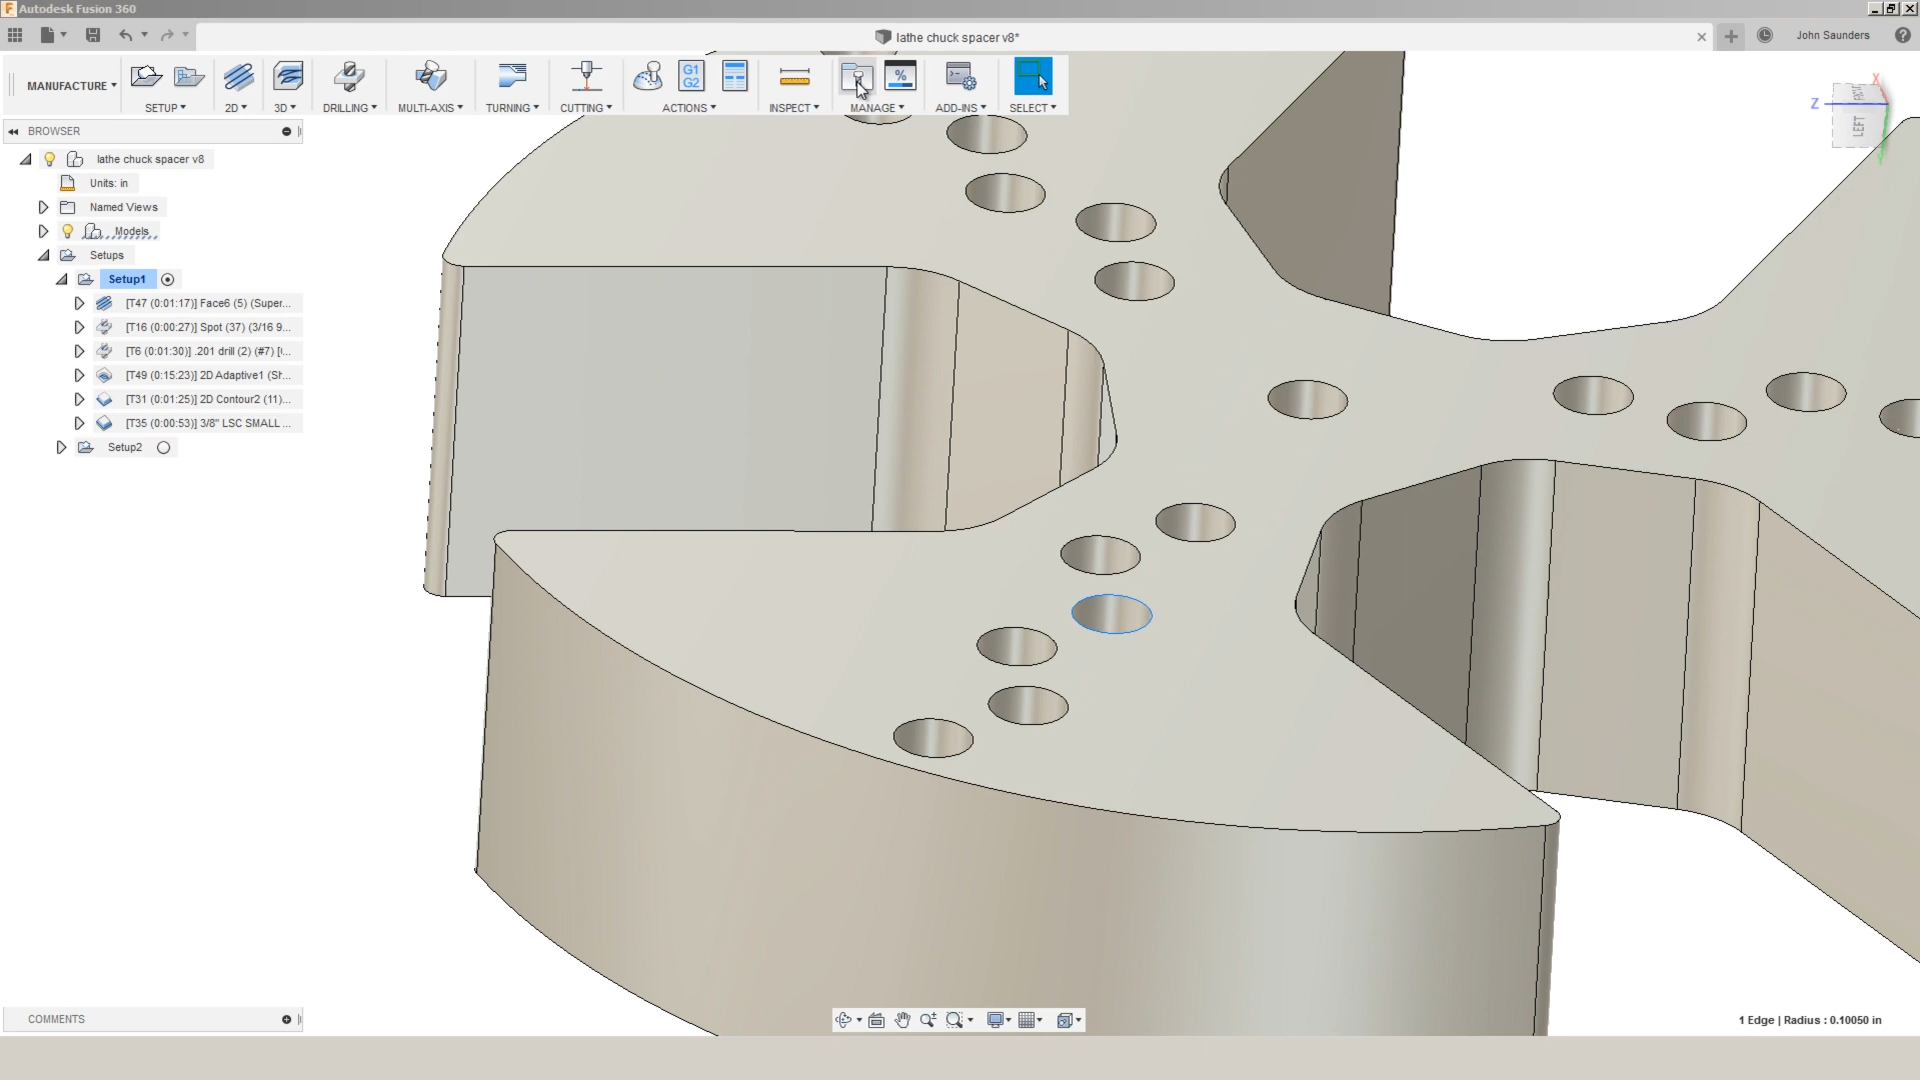 Autodesk Fusion 360
lathe chuck spacer v8*
John Saunders
MANUFACTURE
G1
G2
%
SETUP
2D
3D
DRILLING
MULTI-AXIS
TURNING
CUTTING
ACTIONS
INSPECT
MANAGE
ADD-INS
SELECT
X
Z
LEFT
Y
BROWSER
lathe chuck spacer v8
Units: in
Named Views
Models
Setups
Setup1
[T47 (0:01:17)] Face6 (5) (Super...
[T16 (0:00:27)] Spot (37) (3/16 9...
[T6 (0:01:30)] .201 drill (2) (#7) [(...
[T49 (0:15:23)] 2D Adaptive1 (Sh...
[T31 (0:01:25)] 2D Contour2 (11)...
[T35 (0:00:53)] 3/8" LSC SMALL ...
Setup2
COMMENTS
1 Edge | Radius : 0.10050 in